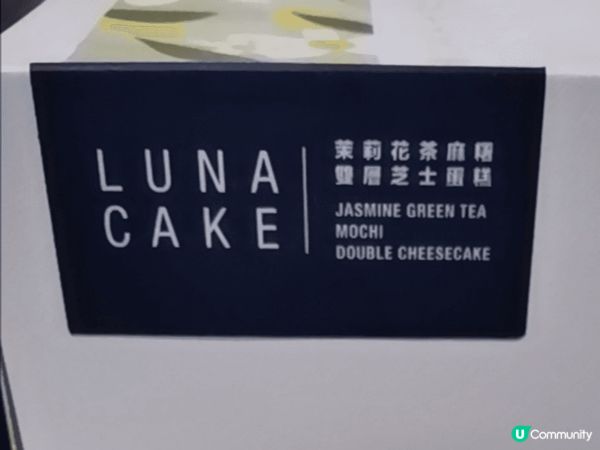 LUNA
CAKE
茉莉花茶麻糬
雙層芝士蛋糕
JASMINE GREEN TEA
MOCHI
DOUBLE CHEESECAKE
U Community